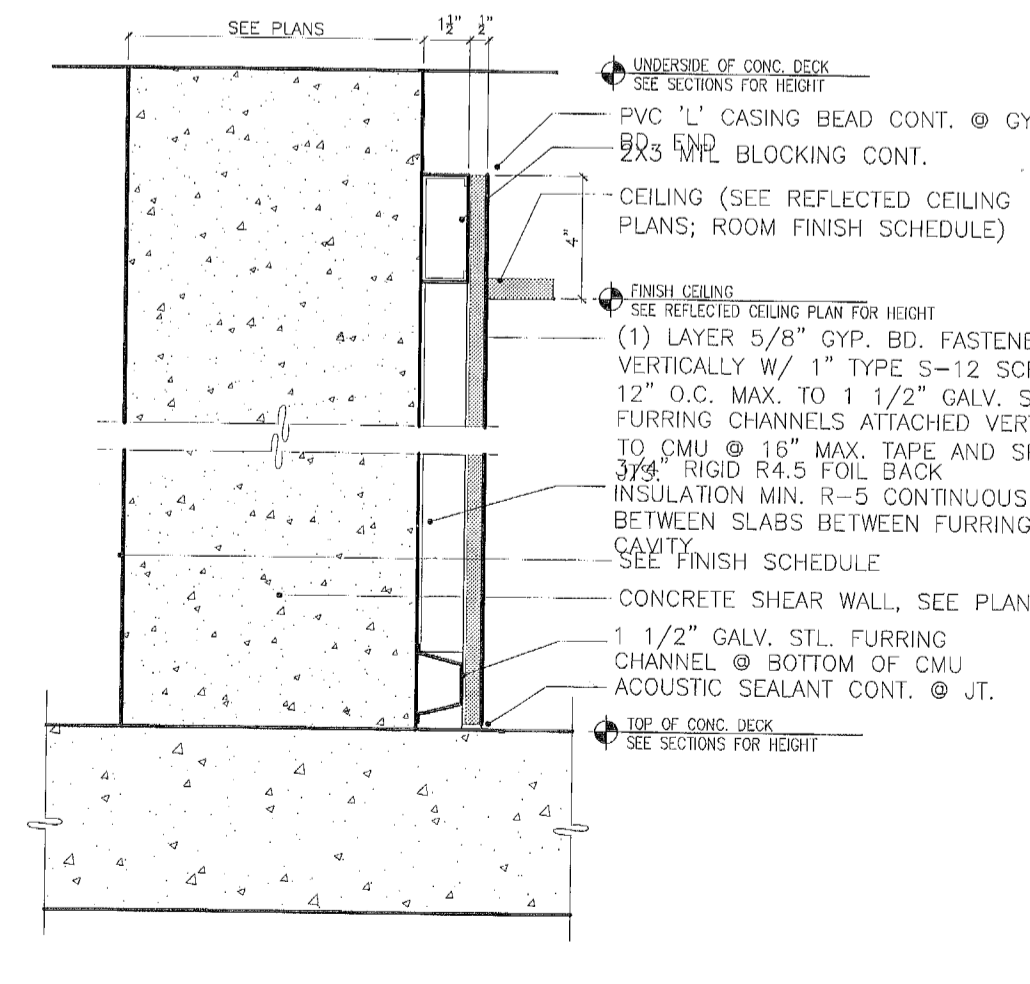 SEE PLANS
1½"
½"
UNDERSIDE OF CONC. DECK
SEE SECTIONS FOR HEIGHT
PVC 'L' CASING BEAD CONT. @ GY
BD. END
2X3 MTL BLOCKING CONT.
CEILING (SEE REFLECTED CEILING
PLANS; ROOM FINISH SCHEDULE)
4"
FINISH CEILING
SEE REFLECTED CEILING PLAN FOR HEIGHT
(1) LAYER 5/8" GYP. BD. FASTENE
VERTICALLY W/ 1" TYPE S-12 SC
12" O.C. MAX. TO 1 1/2" GALV. S
FURRING CHANNELS ATTACHED VER
TO CMU @ 16" MAX. TAPE AND S
JTS.
3/4" RIGID R4.5 FOIL BACK
INSULATION MIN. R-5 CONTINUOUS
BETWEEN SLABS BETWEEN FURRING
CAVITY.
SEE FINISH SCHEDULE
CONCRETE SHEAR WALL, SEE PLAN
1 1/2" GALV. STL. FURRING
CHANNEL @ BOTTOM OF CMU
ACOUSTIC SEALANT CONT. @ JT.
TOP OF CONC. DECK
SEE SECTIONS FOR HEIGHT